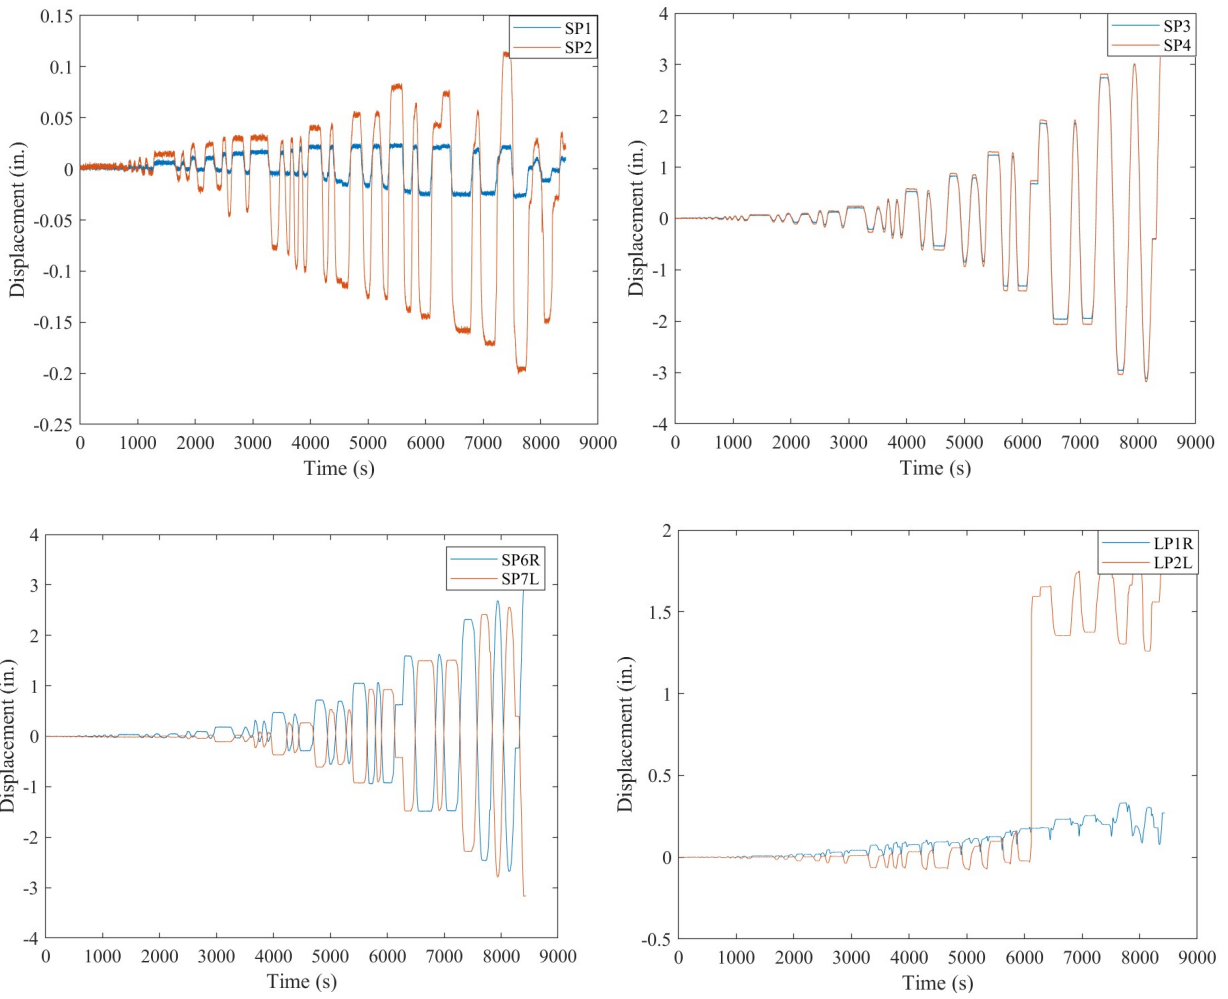 0.15
0.1
0.05
0
-0.05
-0.1
-0.15
-0.2
-0.25
Displacement (in.)
SP1
SP2
0 1000 2000 3000 4000 5000 6000 7000 8000 9000
Time (s)
4
3
2
1
0
-1
-2
-3
-4
Displacement (in.)
SP3
SP4
0 1000 2000 3000 4000 5000 6000 7000 8000 9000
Time (s)
4
3
2
1
0
-1
-2
-3
-4
Displacement (in.)
SP6R
SP7L
0 1000 2000 3000 4000 5000 6000 7000 8000 9000
Time (s)
2
1.5
1
0.5
0
-0.5
Displacement (in.)
LP1R
LP2L
0 1000 2000 3000 4000 5000 6000 7000 8000 9000
Time (s)